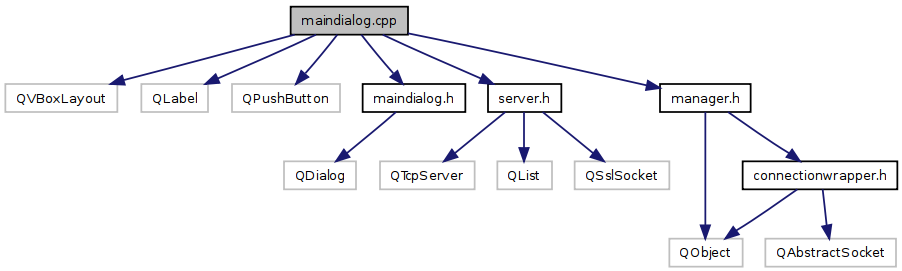 maindialog.cpp
QVBoxLayout
QLabel
QPushButton
maindialog.h
server.h
manager.h
QDialog
QTcpServer
QList
QSslSocket
connectionwrapper.h
QObject
QAbstractSocket